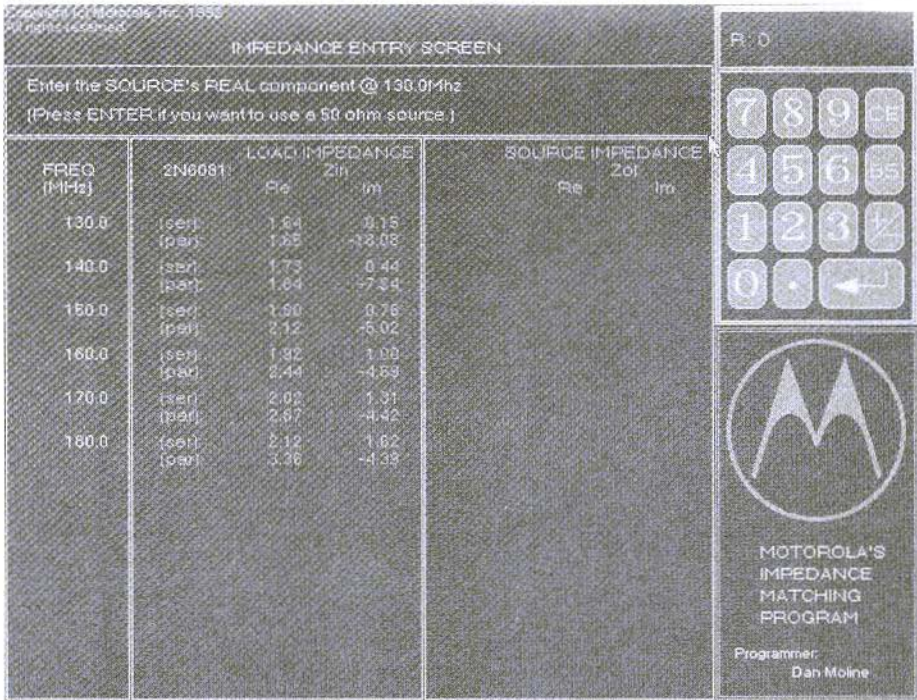 Motorola, Inc.
All rights reserved.
IMPEDANCE ENTRY SCREEN
Enter the SOURCE's REAL component @ 130.0Mhz
(Press ENTER if you want to use a 50 ohm source.)
R: 0
7 8 9 CE
4 5 6 BS
1 2 3 +/-
0 .
LOAD IMPEDANCE SOURCE IMPEDANCE
FREQ 2N6081: Zin Zol
(MHz) Re Im Re Im
130.0 (ser): 1.64 0.15
(par): 1.65 -18.08
140.0 (ser): 1.73 0.44
(par): 1.84
150.0 (ser): 1.80 0.76
(par): 2.12 -5.02
160.0 (ser): 1.92 1.00
(par): 2.44 -4.69
170.0 (ser): 2.02 1.31
(par): 2.87 -4.42
180.0 (ser): 2.12 1.62
(par): 3.36 -4.39
MOTOROLA'S
IMPEDANCE
MATCHING
PROGRAM
Programmer:
Dan Moline